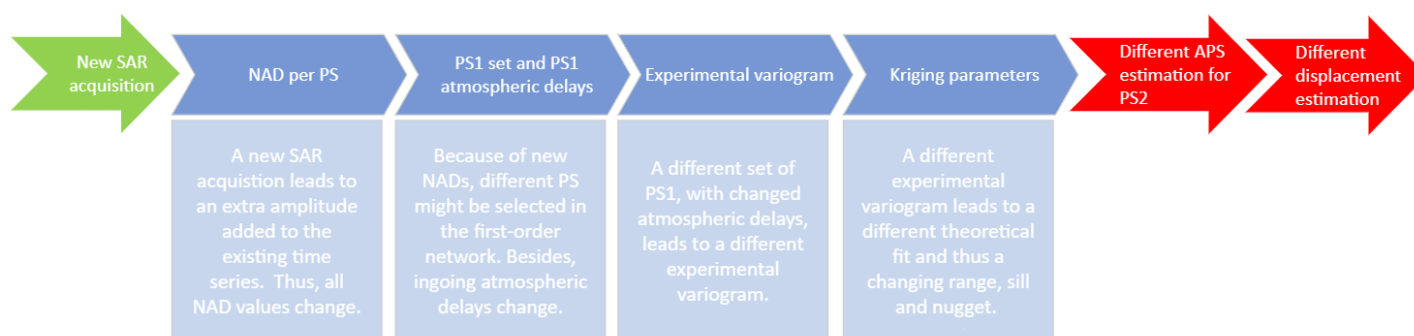 New SAR
acquisition
NAD per PS
PS1 set and PS1
atmospheric delays
Experimental variogram
Kriging parameters
Different APS
estimation for
PS2
Different
displacement
estimation
A new SAR
acquistion leads to
an extra amplitude
added to the
existing time
series.  Thus, all
NAD values change.
Because of new
NADs, different PS
might be selected in
the first-order
network. Besides,
ingoing atmospheric
delays change.
A different set of
PS1, with changed
atmospheric delays,
leads to a different
experimental
variogram.
A different
experimental
variogram leads to a
different theoretical
fit and thus a
changing range, sill
and nugget.